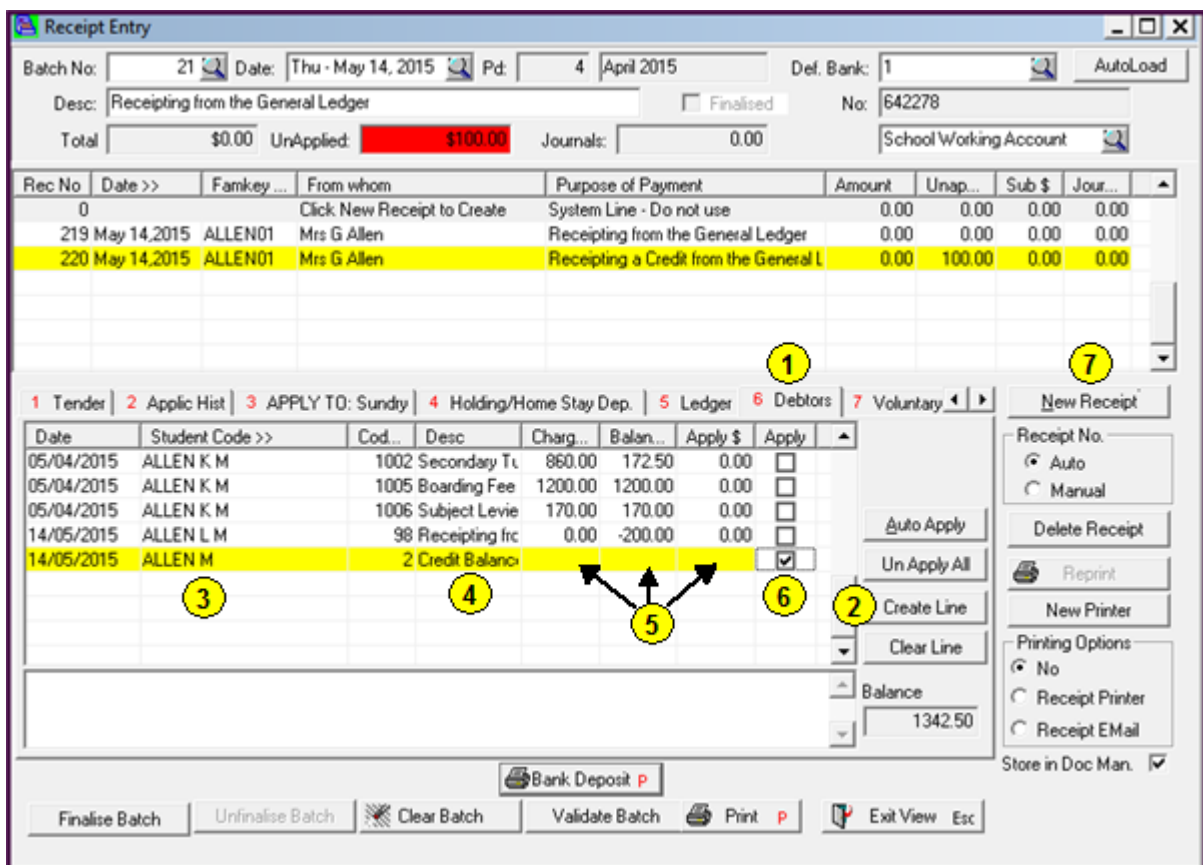 Receipt Entry
Batch No: 21 Date: Thu - May 14, 2015 Pd: 4 April 2015 Def. Bank: 1 AutoLoad
Desc: Receipting from the General Ledger Finalised No: 642278
Total $0.00 UnApplied: $100.00 Journals: 0.00 School Working Account
Rec No Date >> Famkey ... From whom Purpose of Payment Amount Unap... Sub $ Jour...
0 Click New Receipt to Create System Line - Do not use 0.00 0.00 0.00 0.00
219 May 14,2015 ALLEN01 Mrs G Allen Receipting from the General Ledger 0.00 0.00 0.00 0.00
220 May 14,2015 ALLEN01 Mrs G Allen Receipting a Credit from the General L 0.00 100.00 0.00 0.00
1 7
1 Tender 2 Applic Hist 3 APPLY TO: Sundry 4 Holding/Home Stay Dep. 5 Ledger 6 Debtors 7 Voluntary New Receipt
Date Student Code >> Cod... Desc Charg... Balan... Apply $ Apply Receipt No.
05/04/2015 ALLEN K M 1002 Secondary Tu 860.00 172.50 0.00 Auto
05/04/2015 ALLEN K M 1005 Boarding Fee 1200.00 1200.00 0.00 Manual
05/04/2015 ALLEN K M 1006 Subject Levie 170.00 170.00 0.00
Auto Apply Delete Receipt
14/05/2015 ALLEN L M 98 Receipting frc 0.00 -200.00 0.00
14/05/2015 ALLEN M 2 Credit Balanc Un Apply All Reprint
3 4 5 6 2 Create Line New Printer
Clear Line Printing Options
No
Balance Receipt Printer
1342.50 Receipt EMail
Store in Doc Man.
Bank Deposit P
Finalise Batch Unfinalise Batch Clear Batch Validate Batch Print P Exit View Esc